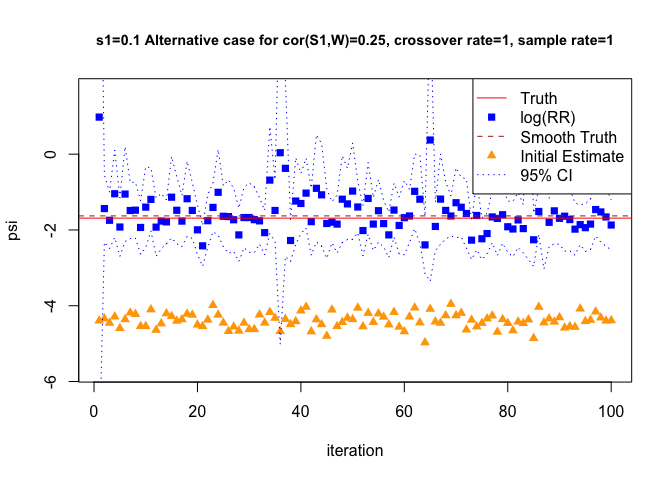 s1=0.1 Alternative case for cor(S1,W)=0.25, crossover rate=1, sample rate=1
Truth
log(RR)
Smooth Truth
Initial Estimate
95% CI
psi
0
-2
-4
-6
0 20 40 60 80 100
iteration